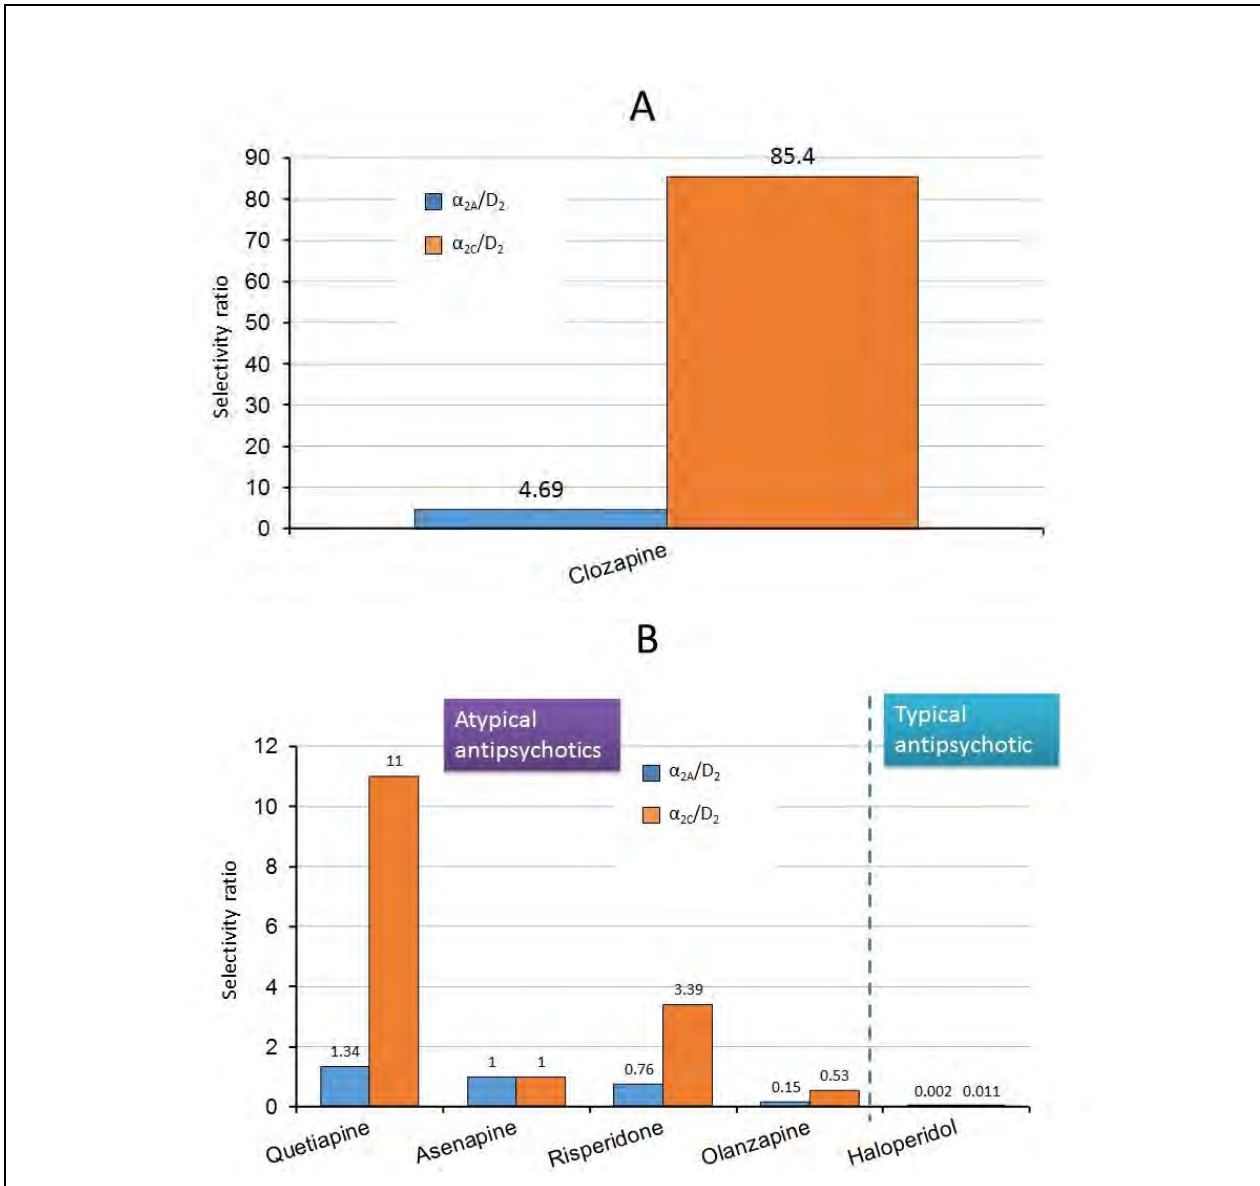 A
90
85.4
80
α2A/D2
70
α2C/D2
60
50
40
30
20
10
4.69
0
Selectivity ratio
Clozapine
B
Atypical
antipsychotics
Typical
antipsychotic
12
11
α2A/D2
10
α2C/D2
8
6
4
3.39
2
1.34
1
1
0.76
0.15
0.53
0.002
0.011
0
Selectivity ratio
Quetiapine
Asenapine
Risperidone
Olanzapine
Haloperidol